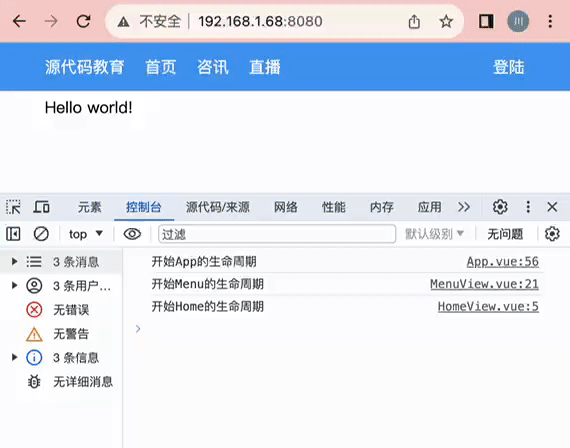 不安全 192.168.1.68:8080 川
源代码教育 首页 咨讯 直播 登陆
Hello world!
元素 控制台 源代码/来源 网络 性能 内存 应用
top 过滤 默认级别 无问题
3 条消息 开始App的生命周期 App.vue:56
3 条用户… 开始Menu的生命周期 MenuView.vue:21
无错误 开始Home的生命周期 HomeView.vue:5
无警告
3 条信息
无详细消息